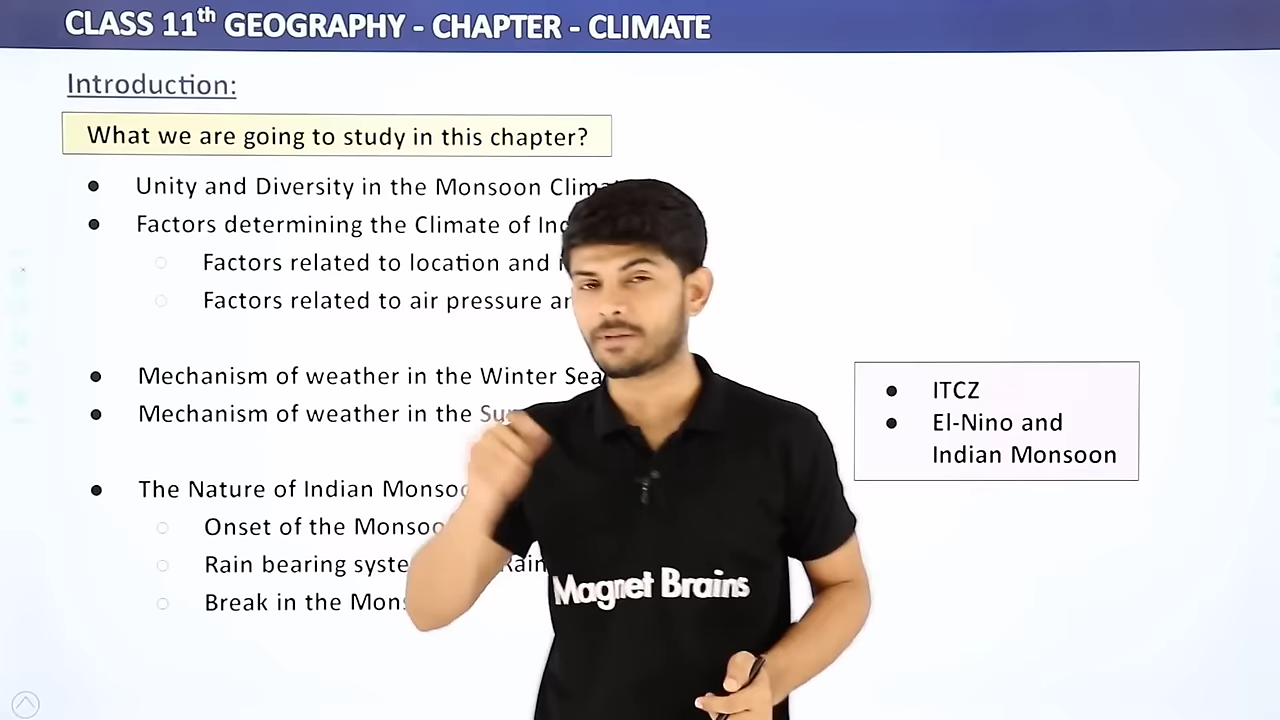 CLASS 11th GEOGRAPHY - CHAPTER - CLIMATE
Introduction:
What we are going to study in this chapter?
Unity and Diversity in the Monsoon
Factors determining the Climate of
Factors related to location and
Factors related to air pressure
Mechanism of weather in the Winter
Mechanism of weather in the
ITCZ
El-Nino and
Indian Monsoon
The Nature of Indian
Onset of the
Rain bearing
Break in the
Magnet Brains